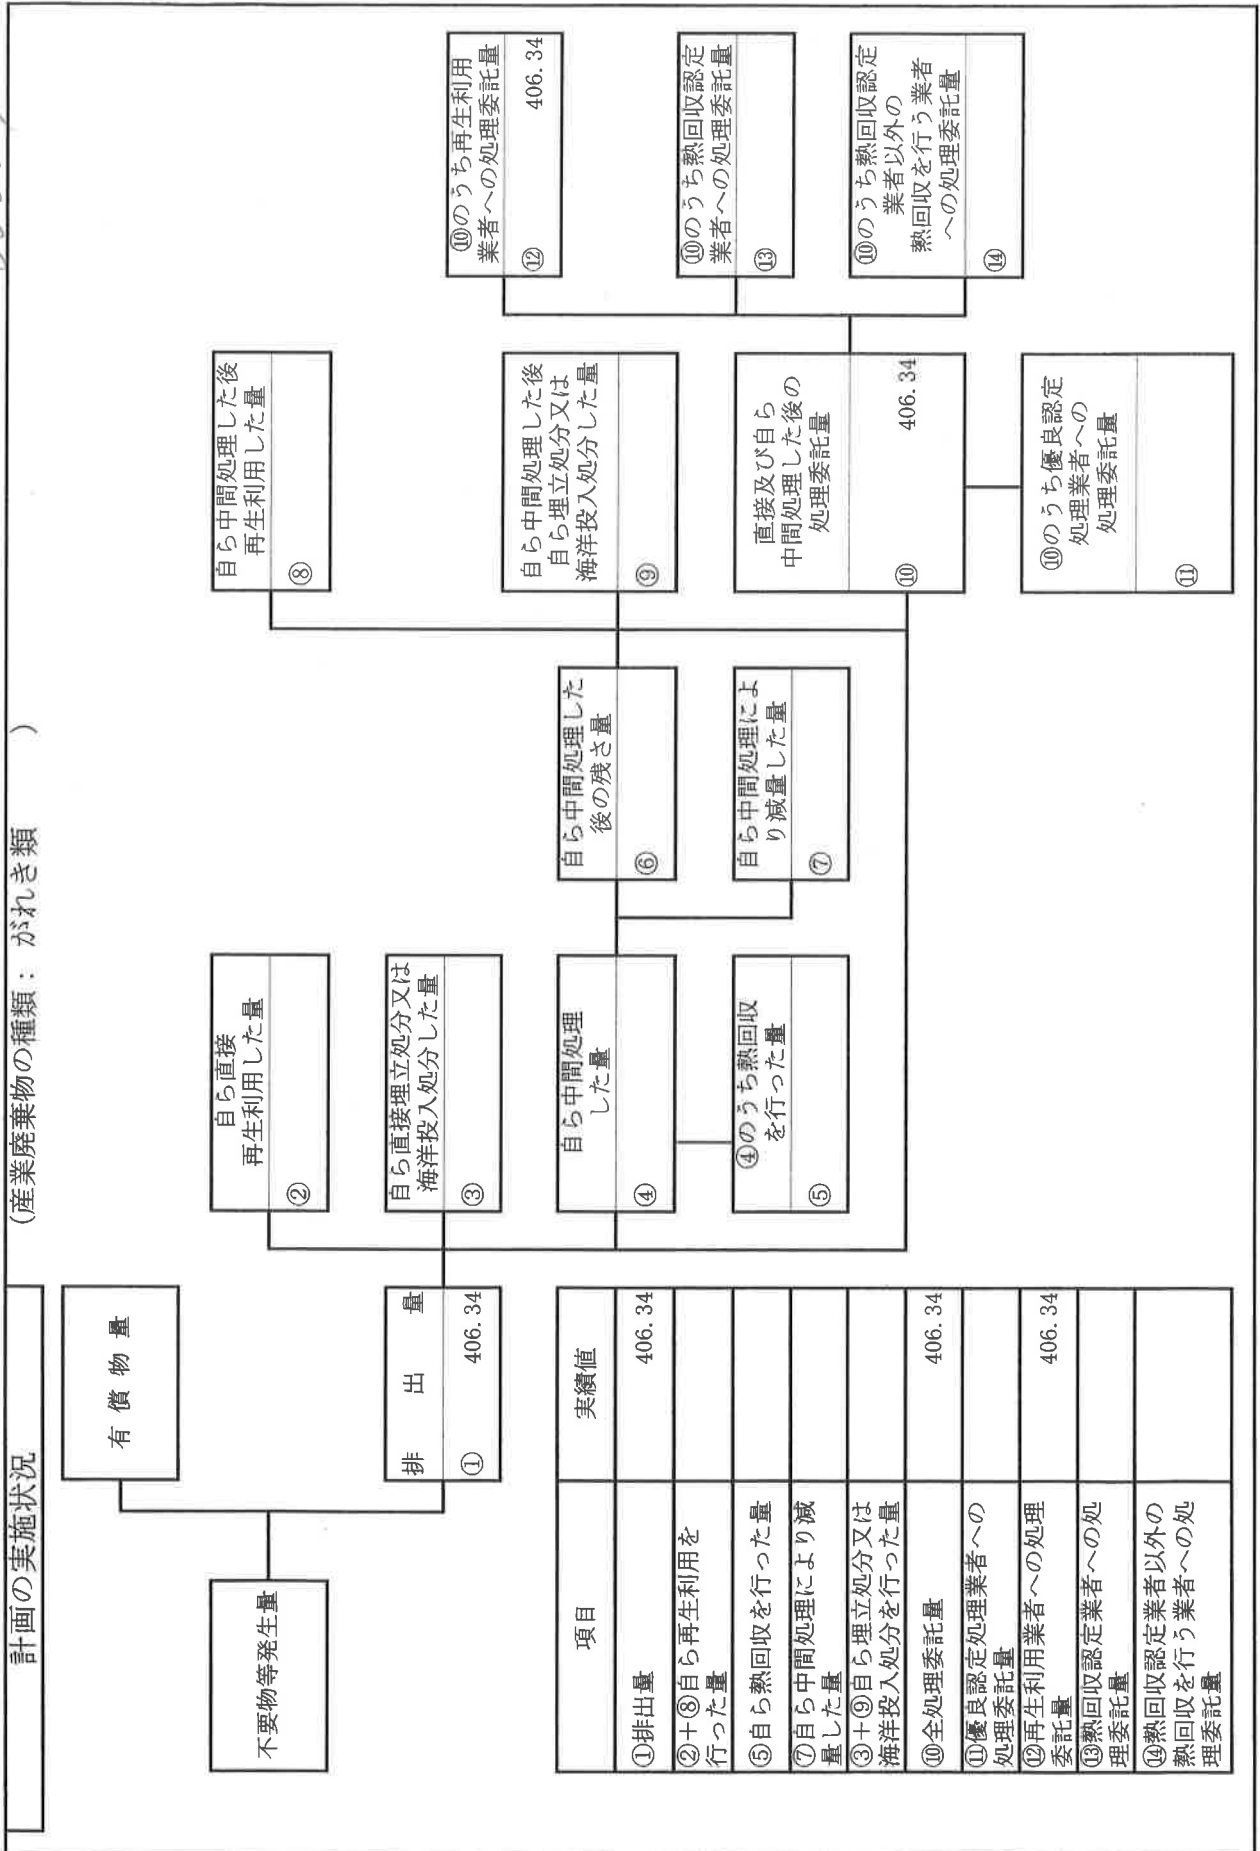 計画の実施状況
(産業廃棄物の種類： がれき類 )
不要物等発生量
有 償 物 量
排 出 量
① 406.34
自ら直接
再生利用した量
②
自ら直接埋立処分又は
海洋投入処分した量
③
自ら中間処理
した量
④
④のうち熱回収
を行った量
⑤
自ら中間処理した
後の残さ量
⑥
自ら中間処理によ
り減量した量
⑦
自ら中間処理した後
再生利用した量
⑧
自ら中間処理した後
自ら埋立処分又は
海洋投入処分した量
⑨
直接及び自ら
中間処理した後の
処理委託量
⑩ 406.34
⑩のうち優良認定
処理業者への
処理委託量
⑪
⑩のうち再生利用
業者への処理委託量
⑫ 406.34
⑩のうち熱回収認定
業者への処理委託量
⑬
⑩のうち熱回収認定
業者以外の
熱回収を行う業者
への処理委託量
⑭
項目 実績値
①排出量 406.34
②＋⑧自ら再生利用を
行った量
⑤自ら熱回収を行った量
⑦自ら中間処理により減
量した量
③＋⑨自ら埋立処分又は
海洋投入処分を行った量
⑩全処理委託量 406.34
⑪優良認定処理業者への
処理委託量
⑫再生利用業者への処理
委託量 406.34
⑬熱回収認定業者への処
理委託量
⑭熱回収認定業者以外の
熱回収を行う業者への処
理委託量